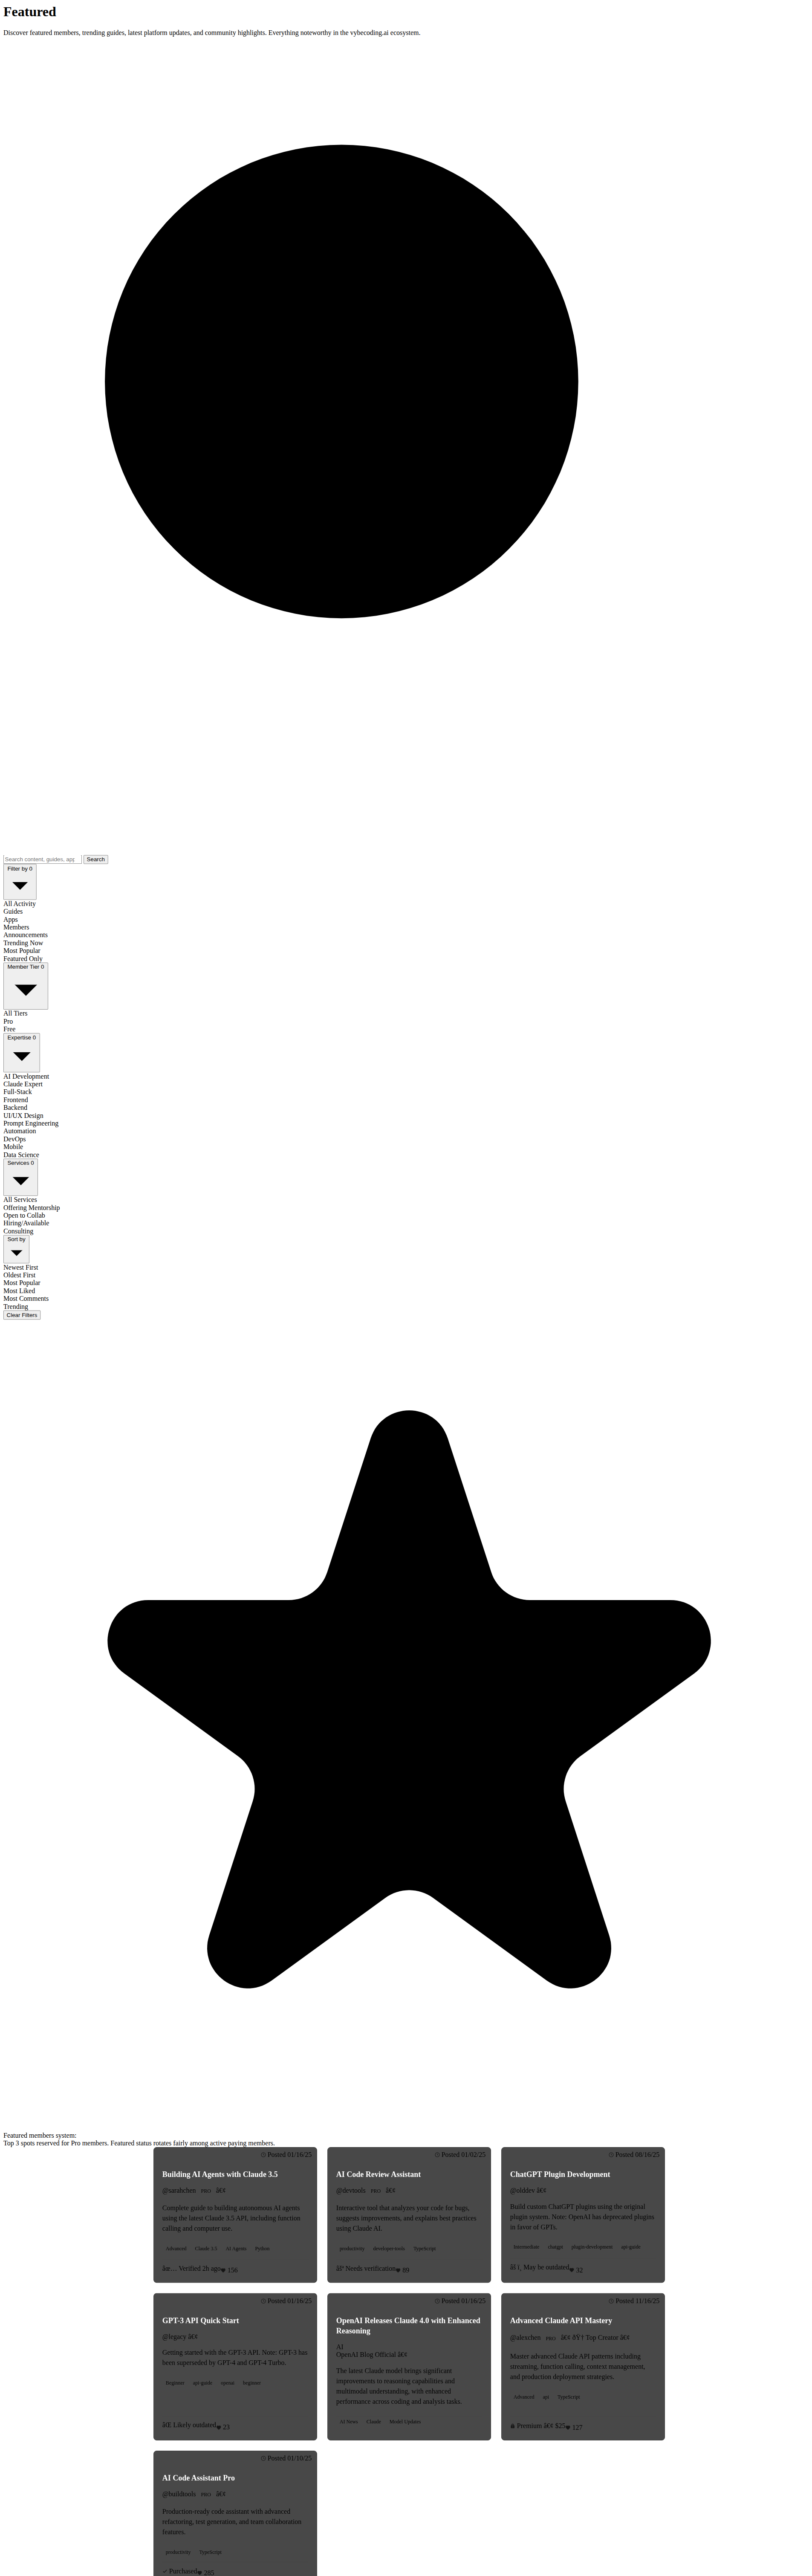 Featured
Discover featured members, trending guides, latest platform updates, and community highlights. Everything noteworthy in the vybecoding.ai ecosystem.
Search content, guides, app
Search
Filter by 0
All Activity
Guides
Apps
Members
Announcements
Trending Now
Most Popular
Featured Only
Member Tier 0
All Tiers
Pro
Free
Expertise 0
AI Development
Claude Expert
Full-Stack
Frontend
Backend
UI/UX Design
Prompt Engineering
Automation
DevOps
Mobile
Data Science
Services 0
All Services
Offering Mentorship
Open to Collab
Hiring/Available
Consulting
Sort by
Newest First
Oldest First
Most Popular
Most Liked
Most Comments
Trending
Clear Filters
Featured members system:
Top 3 spots reserved for Pro members. Featured status rotates fairly among active paying members.
Posted 01/16/25
Building AI Agents with Claude 3.5
@sarahchen PRO â€¢
Complete guide to building autonomous AI agents
using the latest Claude 3.5 API, including function
calling and computer use.
Advanced Claude 3.5 AI Agents Python
Verified 2h ago 156
Posted 01/02/25
AI Code Review Assistant
@devtools PRO â€¢
Interactive tool that analyzes your code for bugs,
suggests improvements, and explains best practices
using Claude AI.
productivity developer-tools TypeScript
Needs verification 89
Posted 08/16/25
ChatGPT Plugin Development
@olddev â€¢
Build custom ChatGPT plugins using the original
plugin system. Note: OpenAI has deprecated plugins
in favor of GPTs.
Intermediate chatgpt plugin-development api-guide
May be outdated 32
Posted 01/16/25
GPT-3 API Quick Start
@legacy â€¢
Getting started with the GPT-3 API. Note: GPT-3 has
been superseded by GPT-4 and GPT-4 Turbo.
Beginner api-guide openai beginner
Likely outdated 23
Posted 01/16/25
OpenAI Releases Claude 4.0 with Enhanced
Reasoning
AI
OpenAI Blog Official â€¢
The latest Claude model brings significant
improvements to reasoning capabilities and
multimodal understanding, with enhanced
performance across coding and analysis tasks.
AI News Claude Model Updates
Posted 11/16/25
Advanced Claude API Mastery
@alexchen PRO â€¢ Top Creator â€¢
Master advanced Claude API patterns including
streaming, function calling, context management,
and production deployment strategies.
Advanced api TypeScript
Premium â€¢ $25 127
Posted 01/10/25
AI Code Assistant Pro
@buildtools PRO â€¢
Production-ready code assistant with advanced
refactoring, test generation, and team collaboration
features.
productivity TypeScript
✓ Purchased 285